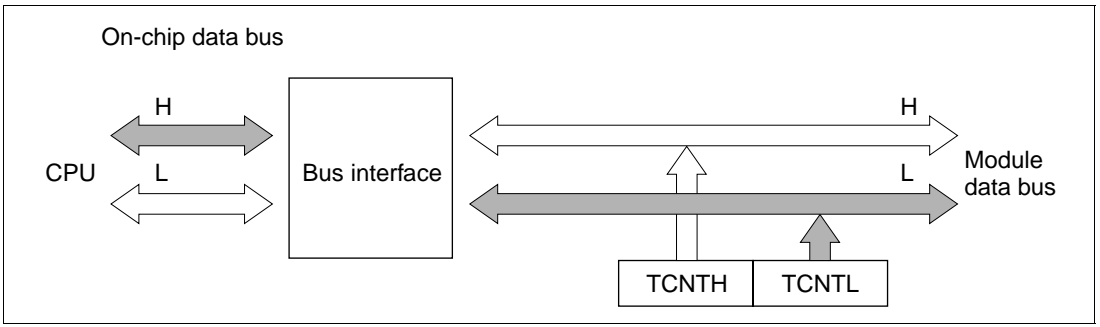 On-chip data bus
H
H
CPU
L
Bus interface
L
Module
data bus
TCNTH
TCNTL